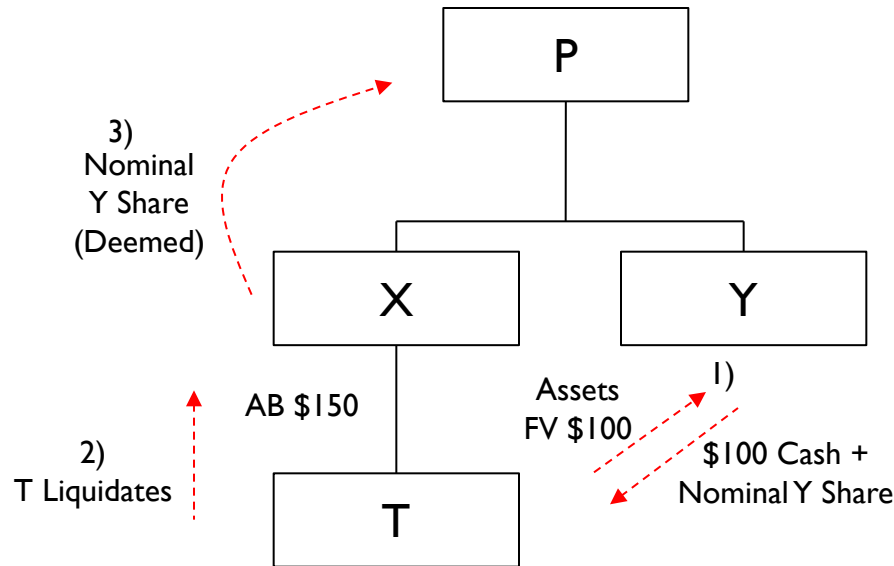 P
3)
Nominal
Y Share
(Deemed)
X
Y
1)
AB $150
Assets
FV $100
$100 Cash +
Nominal Y Share
2)
T Liquidates
T